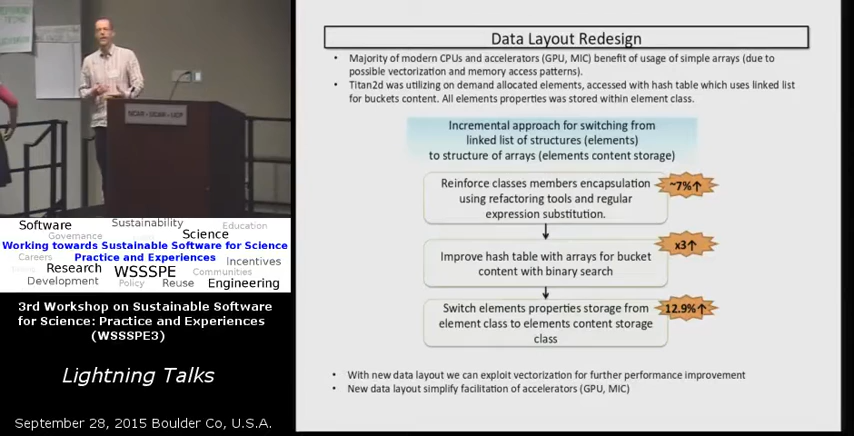 Data Layout Redesign
• Majority of modern CPUs and accelerators (GPU, MIC) benefit of usage of simple arrays (due to
possible vectorization and memory access patterns).
• Titan2d was utilizing on demand allocated elements, accessed with hash table which uses linked list
for buckets content. All elements properties was stored within element class.
Incremental approach for switching from
linked list of structures (elements)
to structure of arrays (elements content storage)
Reinforce classes members encapsulation
using refactoring tools and regular
expression substitution.
~7%↑
Improve hash table with arrays for bucket
content with binary search
x3↑
Switch elements properties storage from
element class to elements content storage
class
12.9%↑
• With new data layout we can exploit vectorization for further performance improvement
• New data layout simplify facilitation of accelerators (GPU, MIC)
NCAR • UCAR • UCP
Software Sustainability Education
Governance Science
Working towards Sustainable Software for Science
Practice and Experiences
Careers Incentives
Research WSSSPE Communities
Development Policy Reuse Engineering
3rd Workshop on Sustainable Software
for Science: Practice and Experiences
(WSSSPE3)
Lightning Talks
September 28, 2015 Boulder Co, U.S.A.